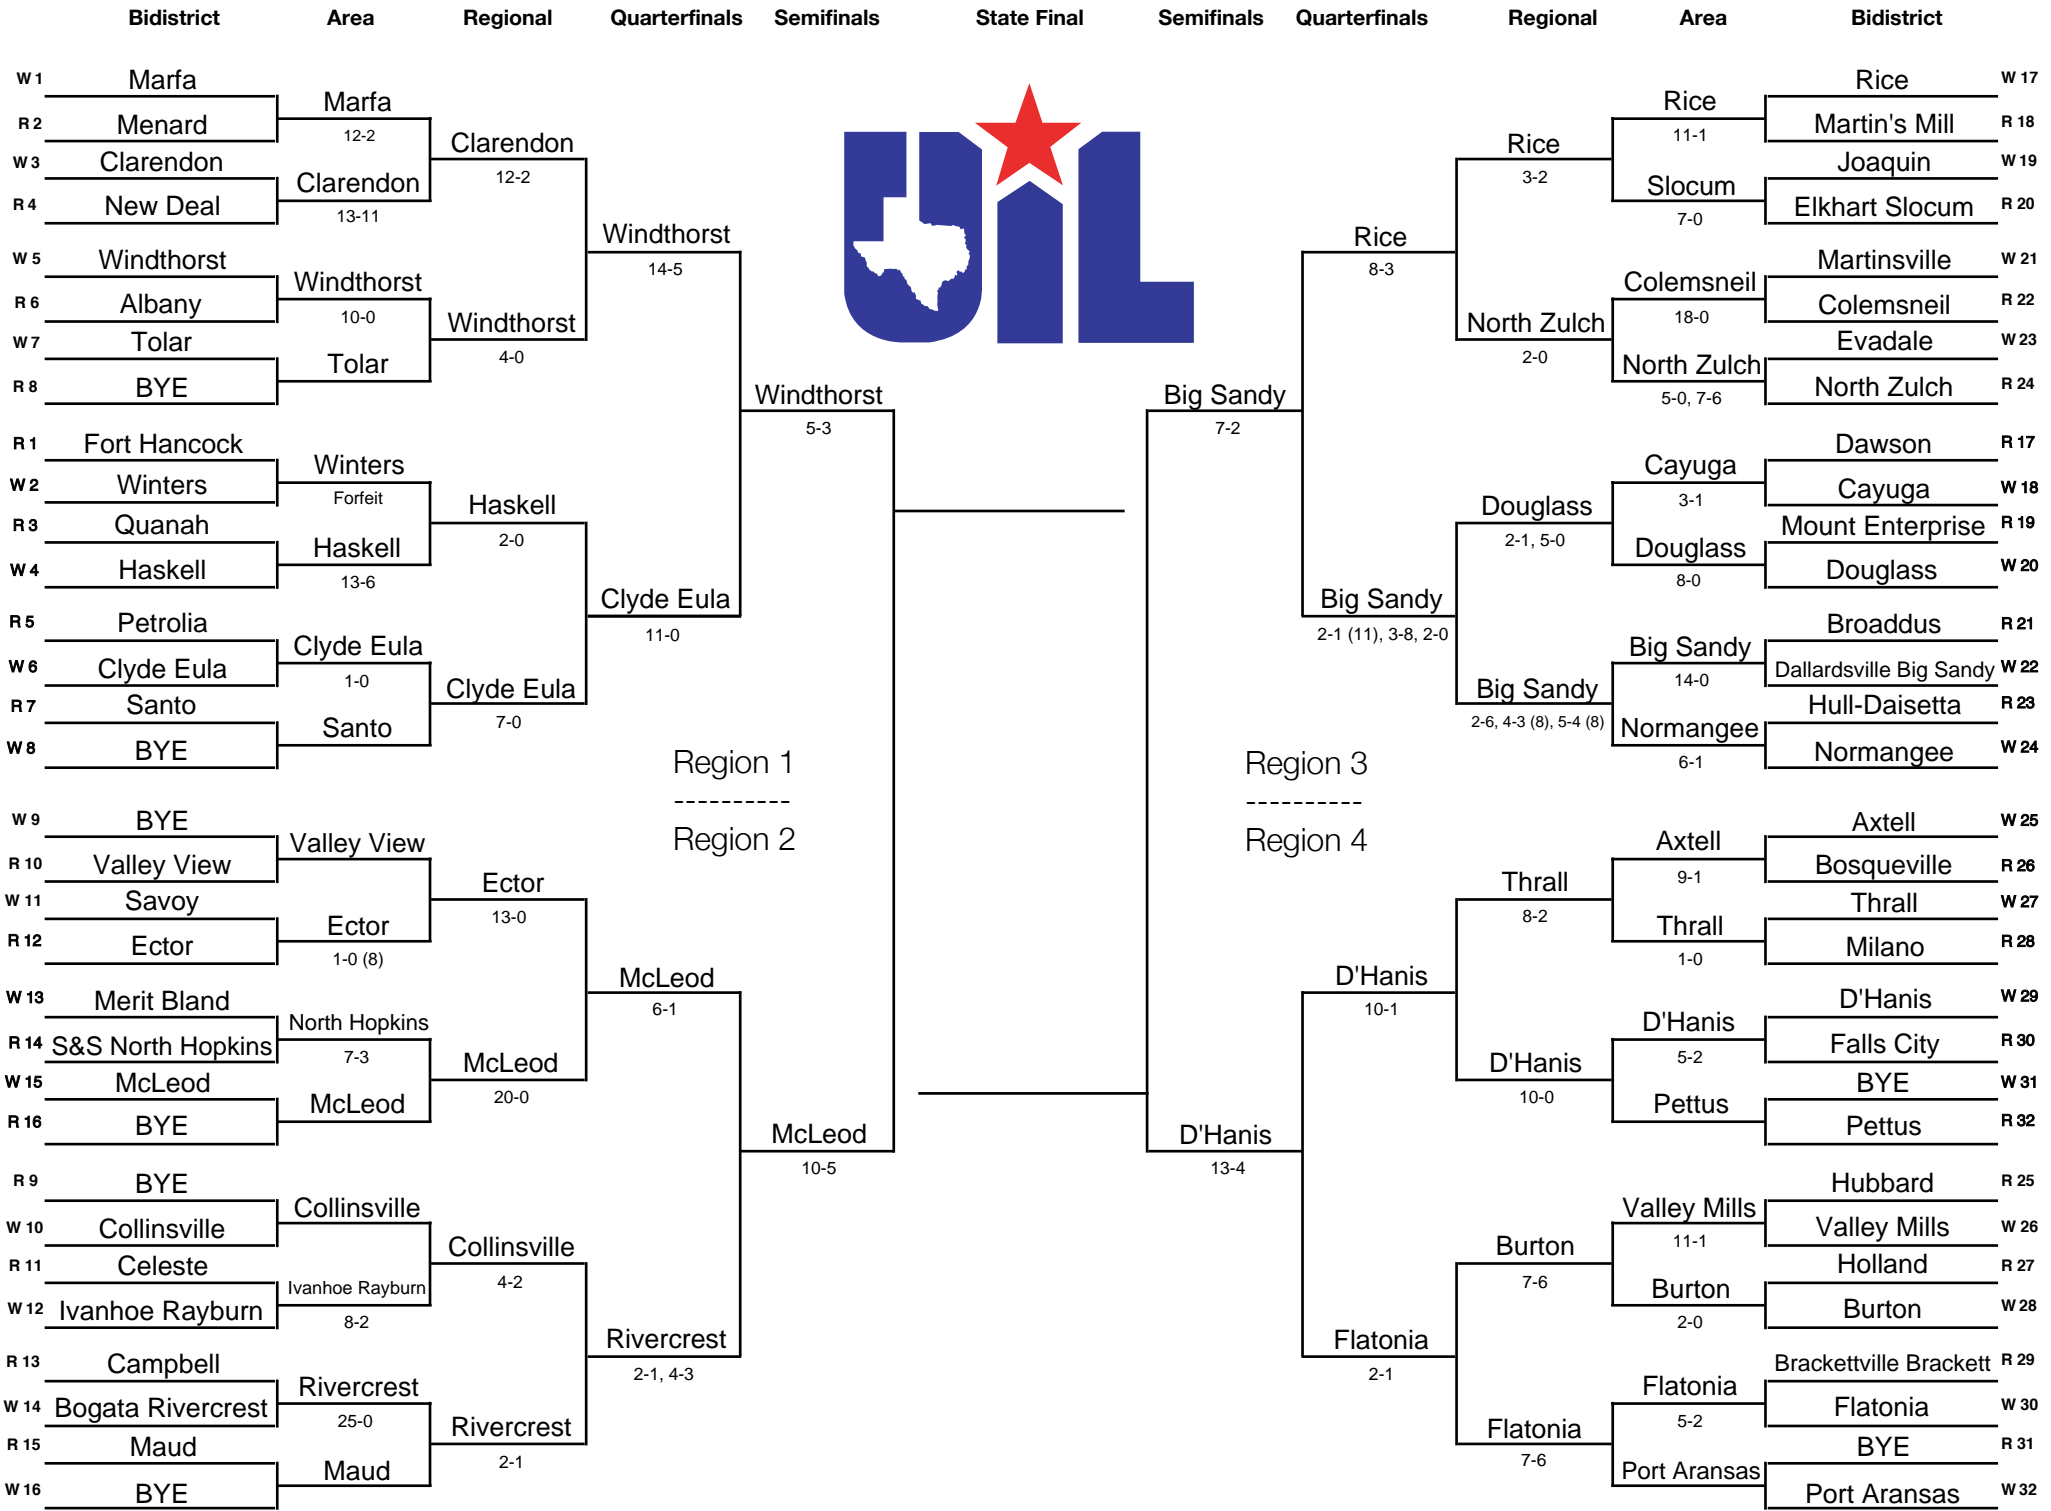 Bidistrict Area Regional Quarterfinals Semifinals State Final Semifinals Quarterfinals Regional Area Bidistrict
W 1 Marfa
R 2 Menard
W 3 Clarendon
R 4 New Deal
W 5 Windthorst
R 6 Albany
W 7 Tolar
R 8 BYE
R 1 Fort Hancock
W 2 Winters
R 3 Quanah
W 4 Haskell
R 5 Petrolia
W 6 Clyde Eula
R 7 Santo
W 8 BYE
W 9 BYE
R 10 Valley View
W 11 Savoy
R 12 Ector
W 13 Merit Bland
R 14 S&S North Hopkins
W 15 McLeod
R 16 BYE
R 9 BYE
W 10 Collinsville
R 11 Celeste
W 12 Ivanhoe Rayburn
R 13 Campbell
W 14 Bogata Rivercrest
R 15 Maud
W 16 BYE
Marfa
12-2
Clarendon
13-11
Windthorst
10-0
Tolar
Winters
Forfeit
Haskell
13-6
Clyde Eula
1-0
Santo
Valley View
Ector
1-0 (8)
North Hopkins
7-3
McLeod
Collinsville
Ivanhoe Rayburn
8-2
Rivercrest
25-0
Maud
Clarendon
12-2
Windthorst
4-0
Haskell
2-0
Clyde Eula
7-0
Ector
13-0
McLeod
20-0
Collinsville
4-2
Rivercrest
2-1
Windthorst
14-5
Clyde Eula
11-0
Region 1
----------
Region 2
McLeod
6-1
Rivercrest
2-1, 4-3
Windthorst
5-3
McLeod
10-5
UIL
Big Sandy
7-2
D'Hanis
13-4
Rice
8-3
Big Sandy
2-1 (11), 3-8, 2-0
Region 3
----------
Region 4
D'Hanis
10-1
Flatonia
2-1
Rice
3-2
North Zulch
2-0
Douglass
2-1, 5-0
Big Sandy
2-6, 4-3 (8), 5-4 (8)
Thrall
8-2
D'Hanis
10-0
Burton
7-6
Flatonia
7-6
Rice
11-1
Slocum
7-0
Colemsneil
18-0
North Zulch
5-0, 7-6
Cayuga
3-1
Douglass
8-0
Big Sandy
14-0
Normangee
6-1
Axtell
9-1
Thrall
1-0
D'Hanis
5-2
Pettus
Valley Mills
11-1
Burton
2-0
Flatonia
5-2
Port Aransas
Rice W 17
Martin's Mill R 18
Joaquin W 19
Elkhart Slocum R 20
Martinsville W 21
Colemsneil R 22
Evadale W 23
North Zulch R 24
Dawson R 17
Cayuga W 18
Mount Enterprise R 19
Douglass W 20
Broaddus R 21
Dallardsville Big Sandy W 22
Hull-Daisetta R 23
Normangee W 24
Axtell W 25
Bosqueville R 26
Thrall W 27
Milano R 28
D'Hanis W 29
Falls City R 30
BYE W 31
Pettus R 32
Hubbard R 25
Valley Mills W 26
Holland R 27
Burton W 28
Brackettville Brackett R 29
Flatonia W 30
BYE R 31
Port Aransas W 32